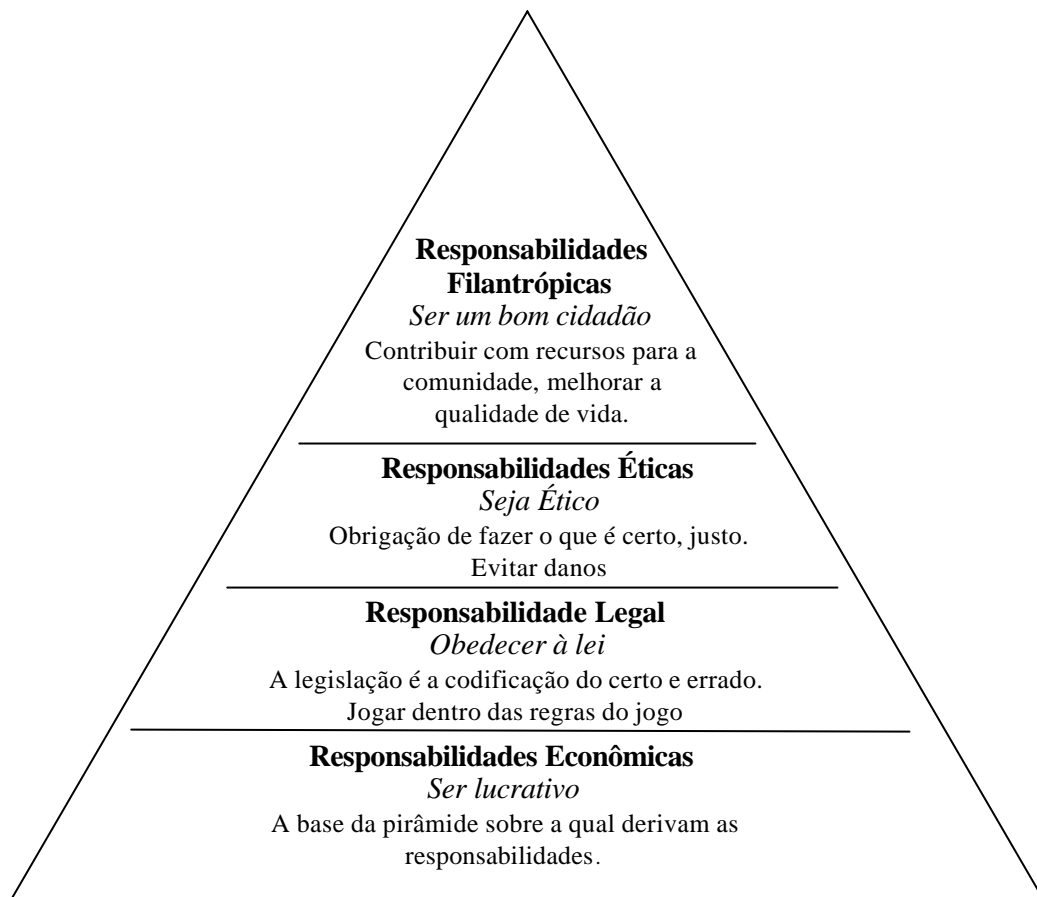 Responsabilidades
Filantrópicas
Ser um bom cidadão
Contribuir com recursos para a
comunidade, melhorar a
qualidade de vida.
Responsabilidades Éticas
Seja Ético
Obrigação de fazer o que é certo, justo.
Evitar danos
Responsabilidade Legal
Obedecer à lei
A legislação é a codificação do certo e errado.
Jogar dentro das regras do jogo
Responsabilidades Econômicas
Ser lucrativo
A base da pirâmide sobre a qual derivam as
responsabilidades.